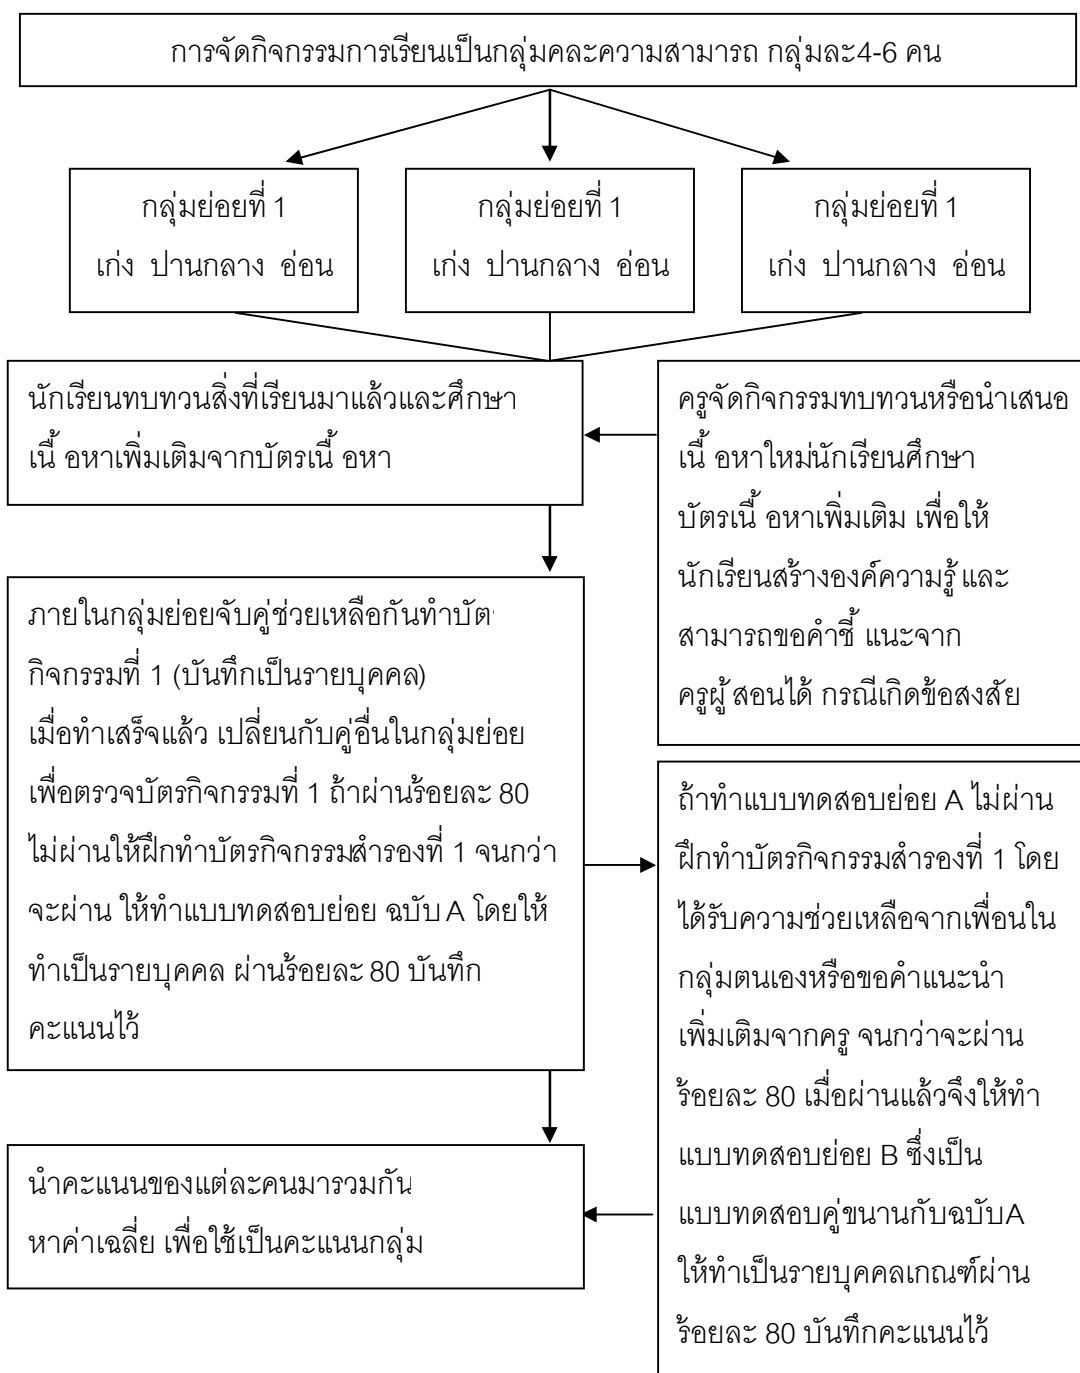 การจัดกิจกรรมการเรียนเป็นกลุ่มคละความสามารถ กลุ่มละ4-6 คน
กลุ่มย่อยที่ 1
เก่ง ปานกลาง อ่อน
กลุ่มย่อยที่ 1
เก่ง ปานกลาง อ่อน
กลุ่มย่อยที่ 1
เก่ง ปานกลาง อ่อน
นักเรียนทบทวนสิ่งที่เรียนมาแล้วและศึกษา
เนื้ อหาเพิ่มเติมจากบัตรเนื้ อหา
ครูจัดกิจกรรมทบทวนหรือนำเสนอ
เนื้ อหาใหม่นักเรียนศึกษา
บัตรเนื้ อหาเพิ่มเติม เพื่อให้
นักเรียนสร้างองค์ความรู้ และ
สามารถขอคำชี้ แนะจาก
ครูผู้ สอนได้ กรณีเกิดข้อสงสัย
ภายในกลุ่มย่อยจับคู่ช่วยเหลือกันทำบัต
กิจกรรมที่ 1 (บันทึกเป็นรายบุคคล)
เมื่อทำเสร็จแล้ว เปลี่ยนกับคู่อื่นในกลุ่มย่อย
เพื่อตรวจบัตรกิจกรรมที่ 1 ถ้าผ่านร้อยละ 80
ไม่ผ่านให้ฝึกทำบัตรกิจกรรมสำรองที่ 1 จนกว่า
จะผ่าน ให้ทำแบบทดสอบย่อย ฉบับ A โดยให้
ทำเป็นรายบุคคล ผ่านร้อยละ 80 บันทึก
คะแนนไว้
ถ้าทำแบบทดสอบย่อย A ไม่ผ่าน
ฝึกทำบัตรกิจกรรมสำรองที่ 1 โดย
ได้รับความช่วยเหลือจากเพื่อนใน
กลุ่มตนเองหรือขอคำแนะนำ
เพิ่มเติมจากครู จนกว่าจะผ่าน
ร้อยละ 80 เมื่อผ่านแล้วจึงให้ทำ
แบบทดสอบย่อย B ซึ่งเป็น
แบบทดสอบคู่ขนานกับฉบับA
ให้ทำเป็นรายบุคคลเกณฑ์ผ่าน
ร้อยละ 80 บันทึกคะแนนไว้
นำคะแนนของแต่ละคนมารวมกัน
หาค่าเฉลี่ย เพื่อใช้เป็นคะแนนกลุ่ม